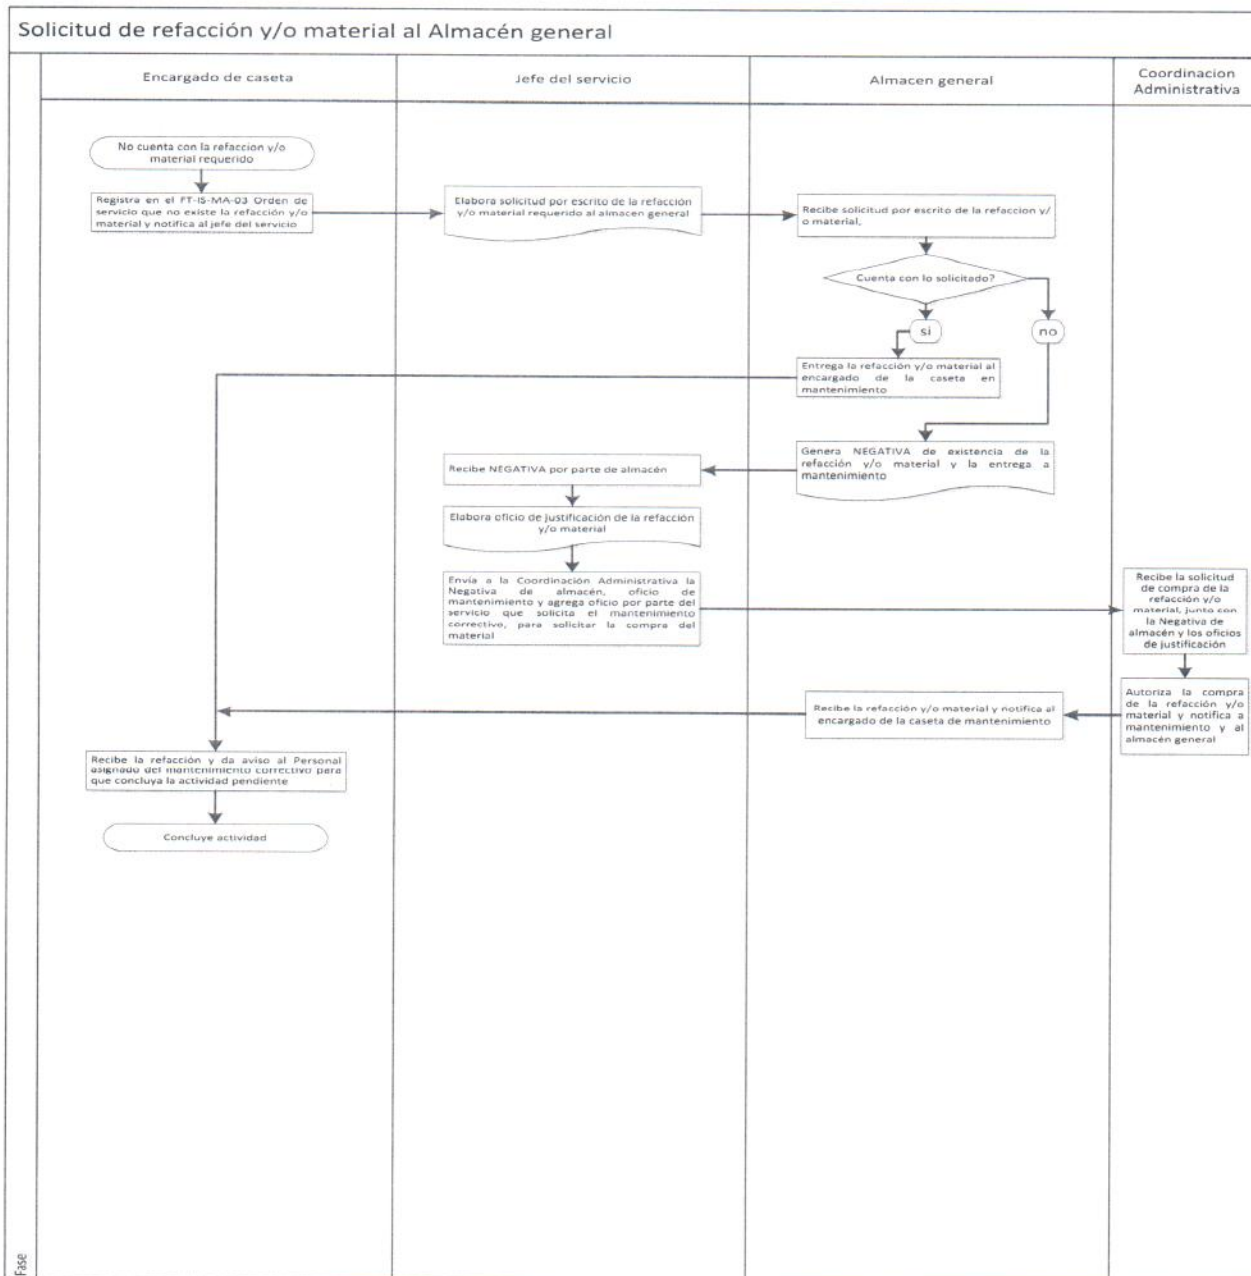 Solicitud de refacción y/o material al Almacén general
Encargado de caseta
Jefe del servicio
Almacen general
Coordinacion
Administrativa
No cuenta con la refaccion y/o
material requerido
Registra en el FT-IS-MA-03 Orden de
servicio que no existe la refacción y/o
material y notifica al jefe del servicio
Elabora solicitud por escrito de la refacción
y/o material requerido al almacen general
Recibe solicitud por escrito de la refaccion y/
o material,
Cuenta con lo solicitado?
si
no
Entrega la refacción y/o material al
encargado de la caseta en
mantenimiento
Genera NEGATIVA de existencia de la
refacción y/o material y la entrega a
mantenimiento
Recibe NEGATIVA por parte de almacén
Elabora oficio de justificación de la refacción
y/o material
Envía a la Coordinación Administrativa la
Negativa de almacén, oficio de
mantenimiento y agrega oficio por parte del
servicio que solicita el mantenimiento
correctivo, para solicitar la compra del
material
Recibe la solicitud
de compra de la
refacción y/o
material, junto con
la Negativa de
almacén y los oficios
de justificación
Autoriza la compra
de la refacción y/o
material y notifica a
mantenimiento y al
almacén general
Recibe la refacción y/o material y notifica al
encargado de la caseta de mantenimiento
Recibe la refacción y da aviso al Personal
asignado del mantenimiento correctivo para
que concluya la actividad pendiente
Concluye actividad
Fase